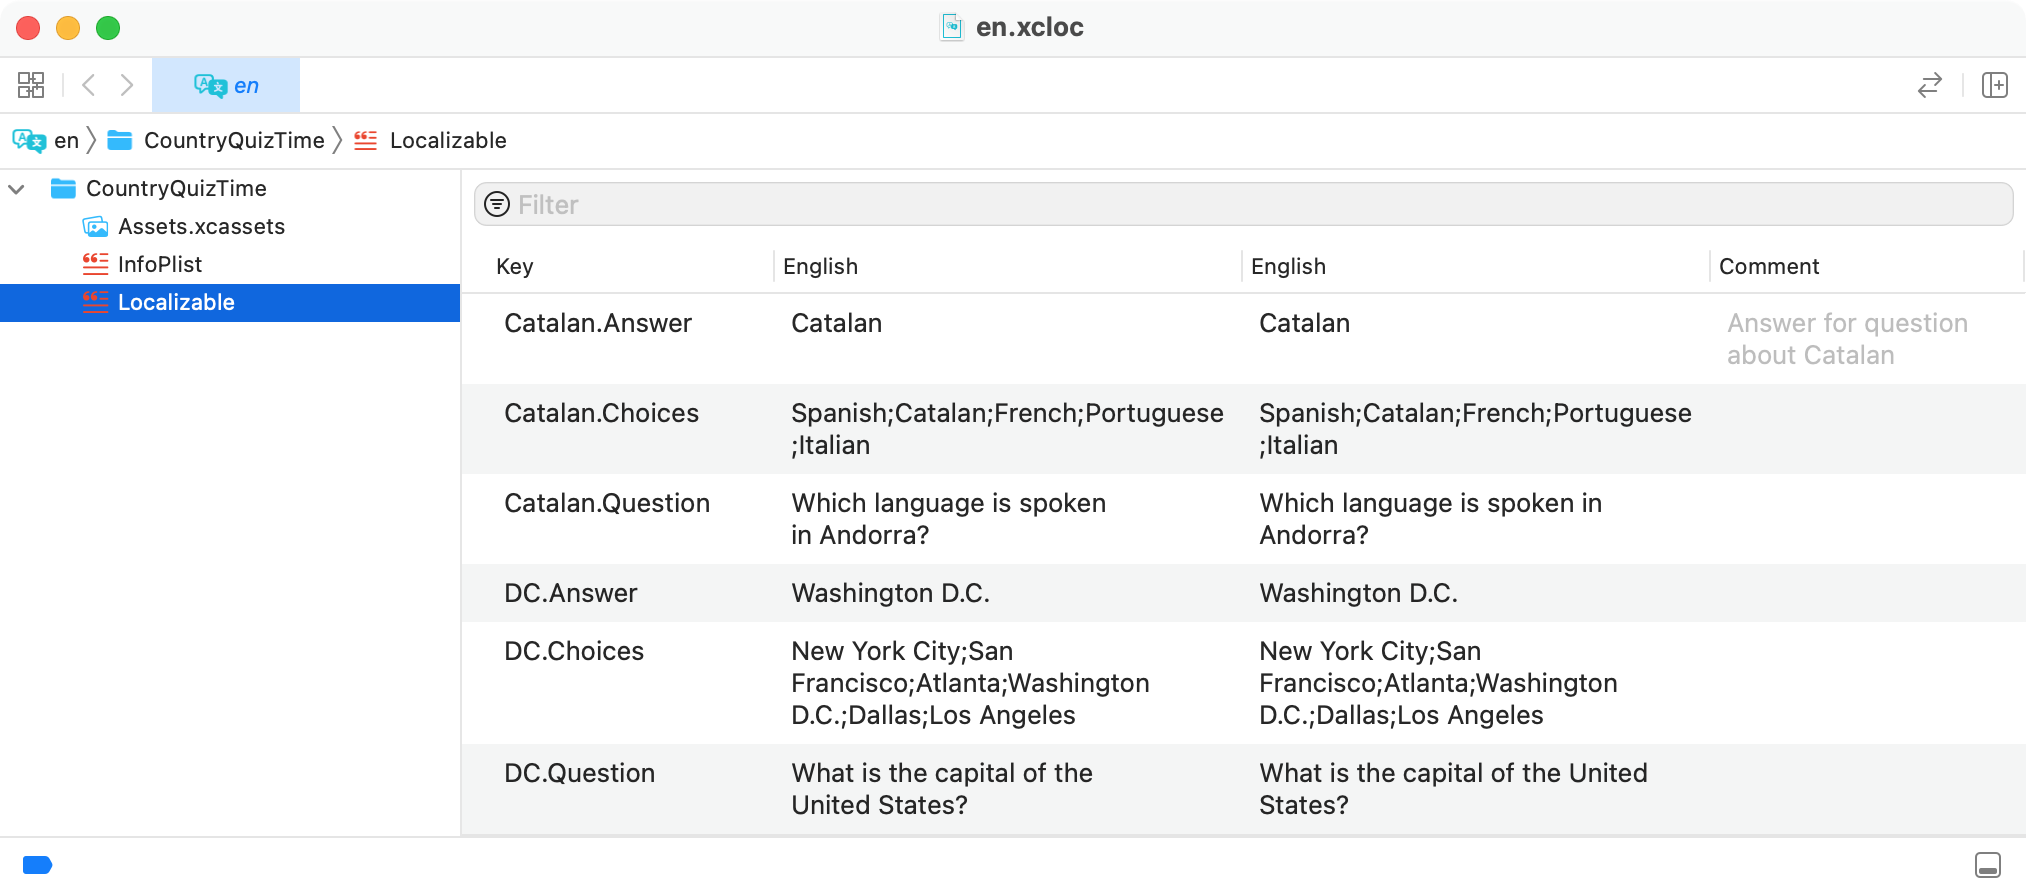 en.xcloc
en
en CountryQuizTime Localizable
CountryQuizTime
Assets.xcassets
InfoPlist
Localizable
Filter
Key English English Comment
Catalan.Answer Catalan Catalan Answer for question
about Catalan
Catalan.Choices Spanish;Catalan;French;Portuguese Spanish;Catalan;French;Portuguese
;Italian ;Italian
Catalan.Question Which language is spoken Which language is spoken in
in Andorra? Andorra?
DC.Answer Washington D.C. Washington D.C.
DC.Choices New York City;San New York City;San
Francisco;Atlanta;Washington Francisco;Atlanta;Washington
D.C.;Dallas;Los Angeles D.C.;Dallas;Los Angeles
DC.Question What is the capital of the What is the capital of the United
United States? States?